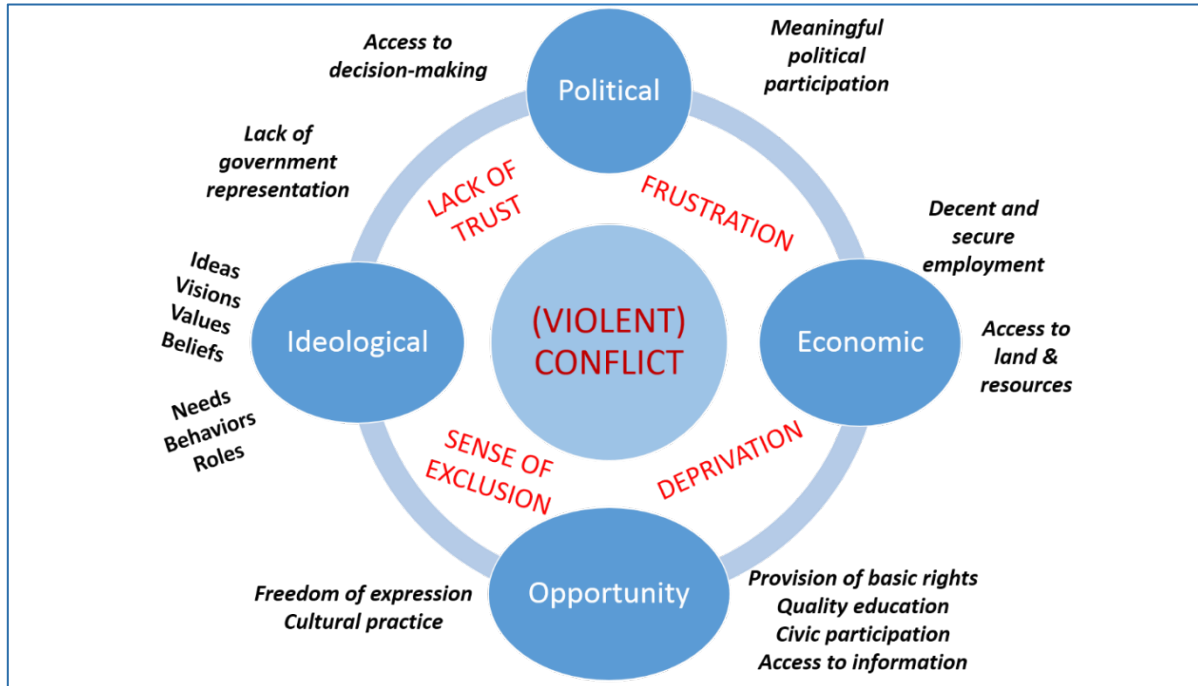 Access to
decision-making
Political
Meaningful
political
participation
Lack of
government
representation
LACK OF
TRUST
FRUSTRATION
Decent and
secure
employment
Ideas
Visions
Values
Beliefs
Ideological
(VIOLENT)
CONFLICT
Economic
Access to
land &
resources
Needs
Behaviors
Roles
SENSE OF
EXCLUSION
DEPRIVATION
Freedom of expression
Cultural practice
Opportunity
Provision of basic rights
Quality education
Civic participation
Access to information